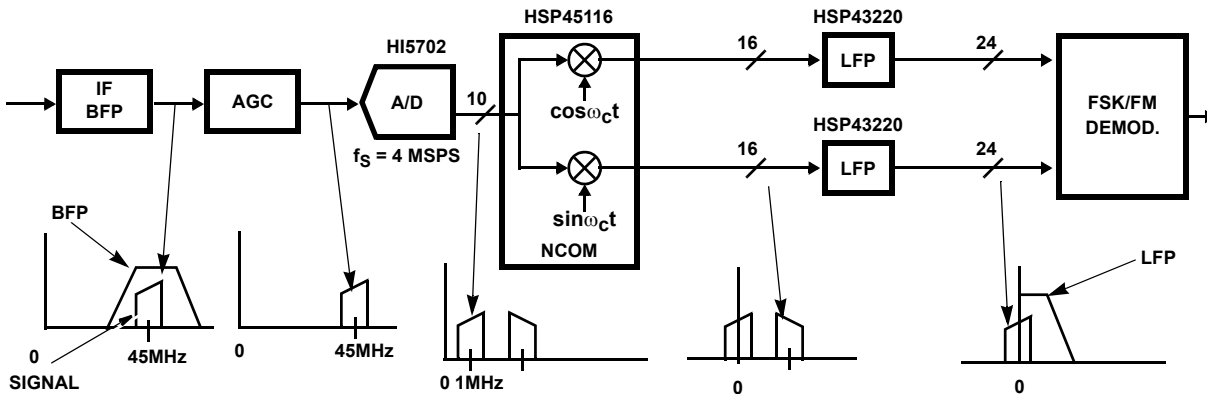 HSP45116
HSP43220
HI5702
16
24
IF
BFP
AGC
A/D
10
LFP
FSK/FM
DEMOD.
cosωct
fS = 4 MSPS
HSP43220
16
24
LFP
sinωct
NCOM
BFP
LFP
0
45MHz
SIGNAL
0
45MHz
0 1MHz
0
0